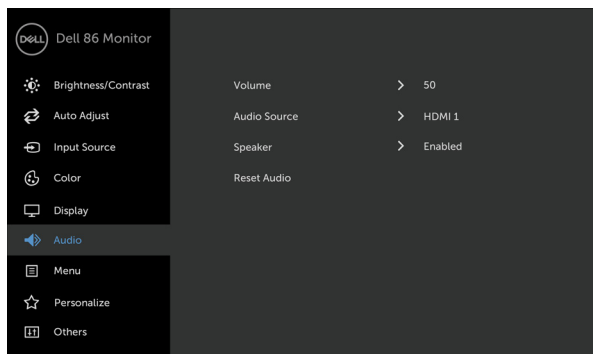 DELL Dell 86 Monitor
Brightness/Contrast
Auto Adjust
Input Source
Color
Display
Audio
Menu
Personalize
Others
Volume > 50
Audio Source > HDMI 1
Speaker > Enabled
Reset Audio